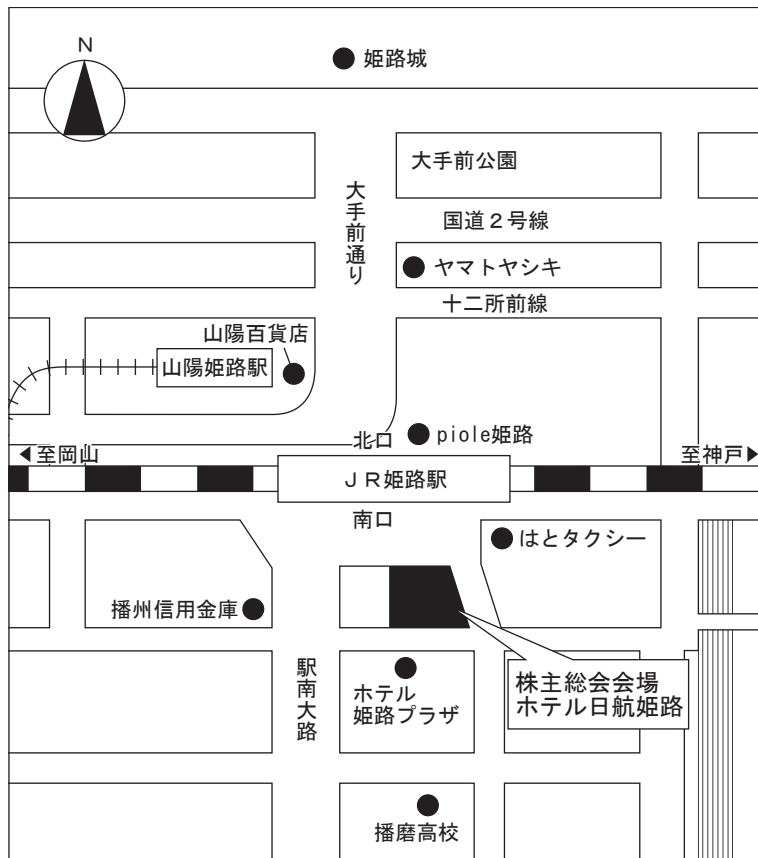 N
姫路城
大手前公園
大手前通り
国道2号線
ヤマトヤシキ
十二所前線
山陽百貨店
山陽姫路駅
北口
piole姫路
至岡山
至神戸
JR姫路駅
南口
はとタクシー
播州信用金庫
駅南大路
ホテル
姫路プラザ
株主総会会場
ホテル日航姫路
播磨高校